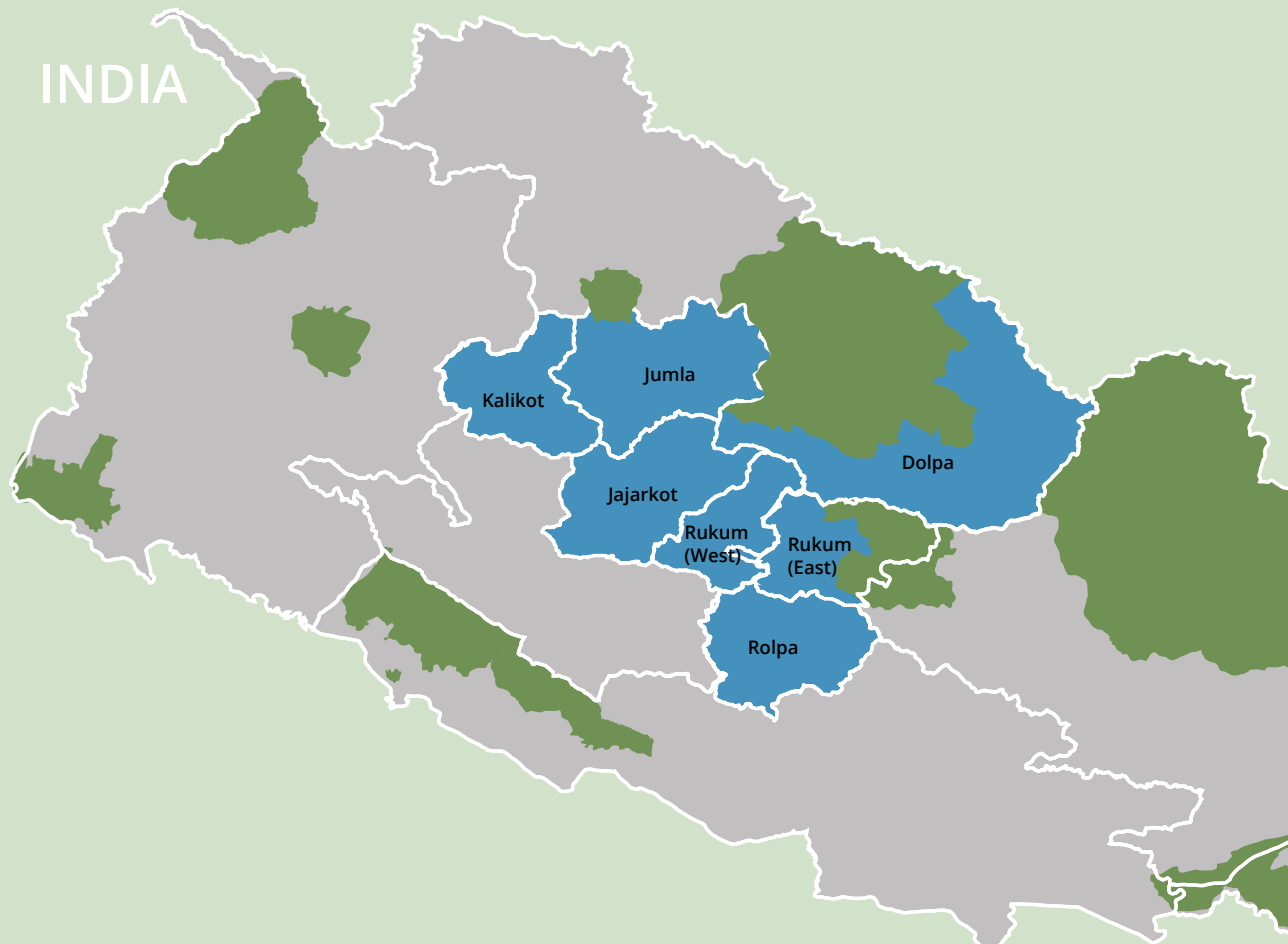 INDIA
Jumla
Kalikot
Dolpa
Jajarkot
Rukum
(West)
Rukum
(East)
Rolpa